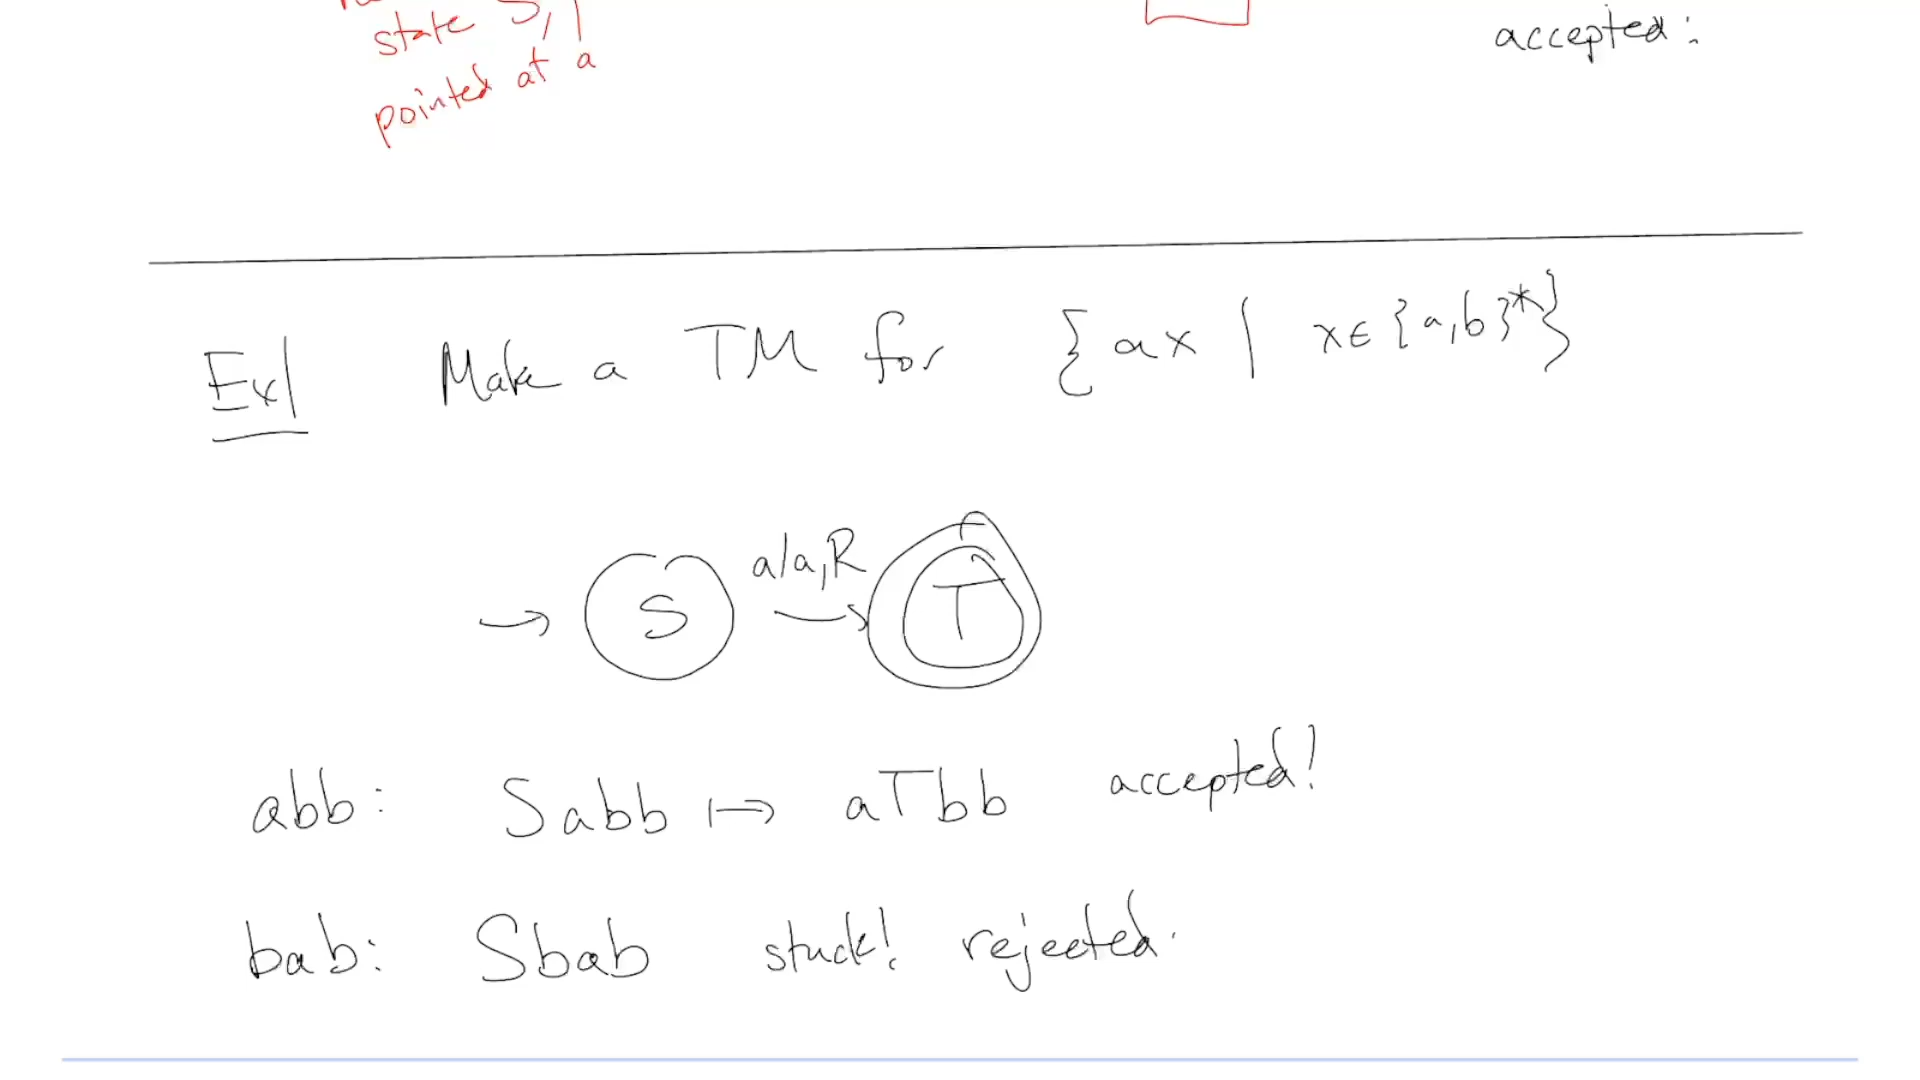 state S,
pointed at a
accepted:
Ex| Make a TM for { ax | x∈{a,b}*}
→ S a/a,R → T
abb: Sabb ↦ aTbb accepted!
bab: Sbab stuck! rejected.